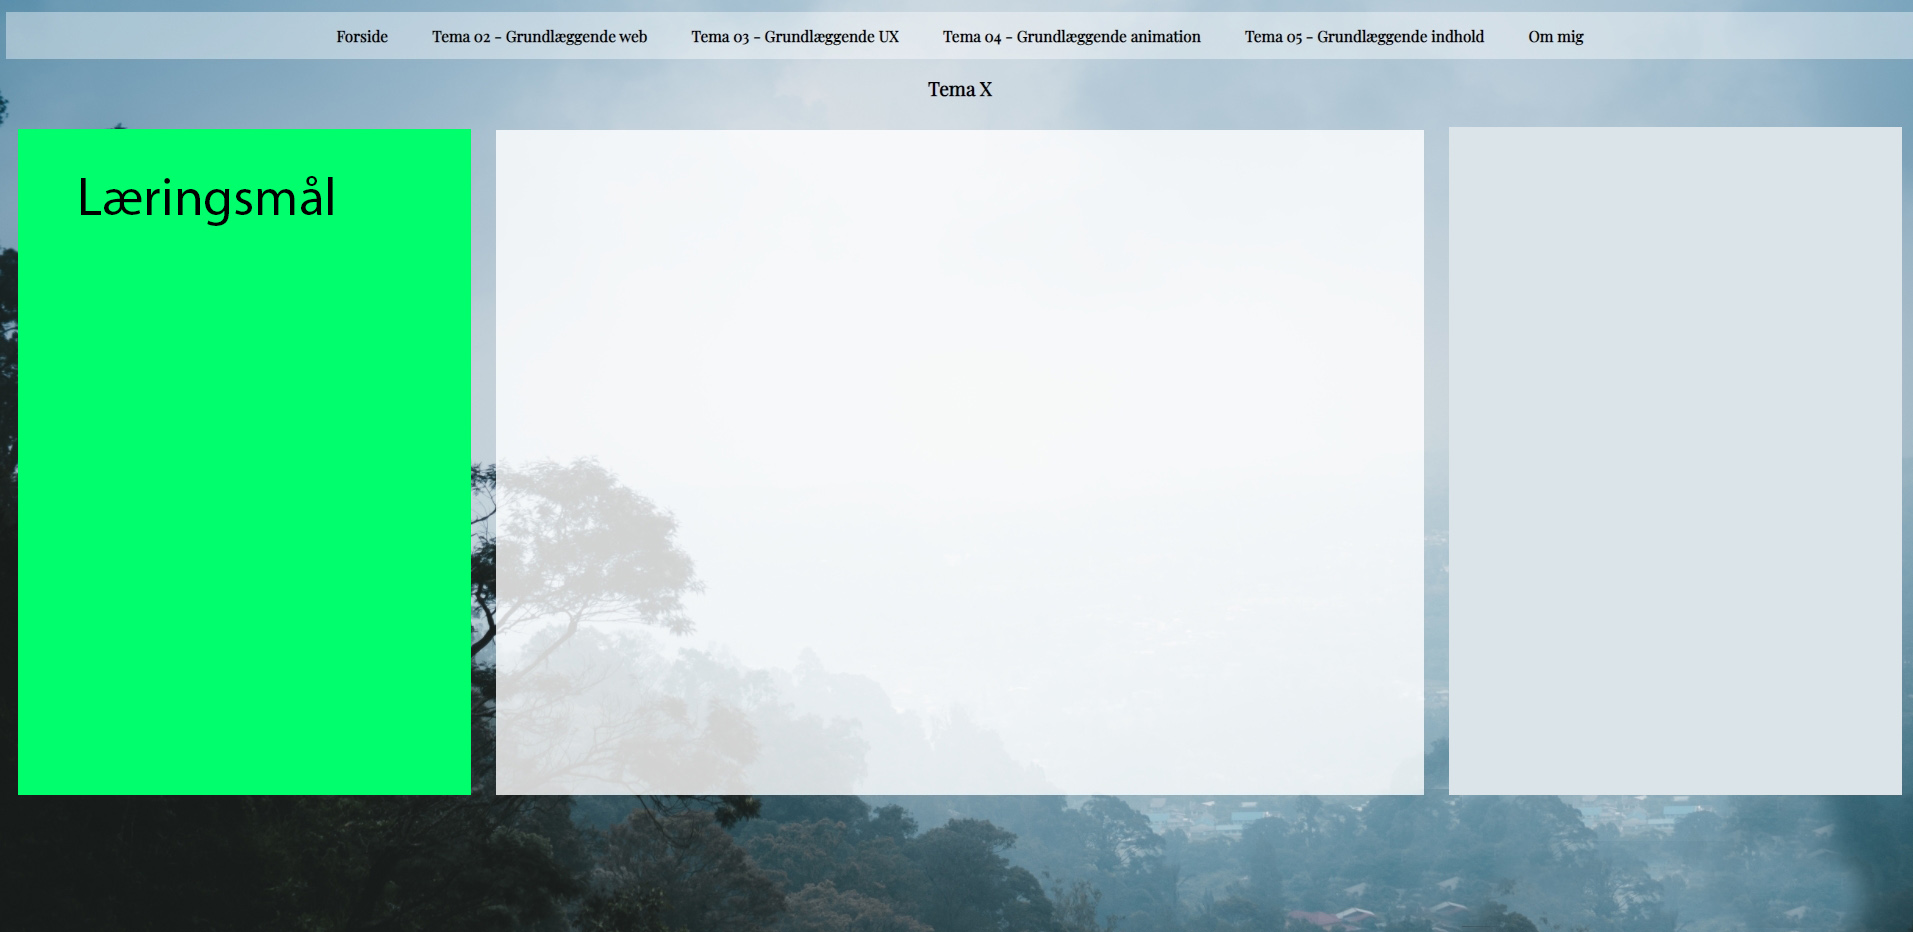 Forside Tema 02 - Grundlæggende web Tema 03 - Grundlæggende UX Tema 04 - Grundlæggende animation Tema 05 - Grundlæggende indhold Om mig
Tema X
Læringsmål